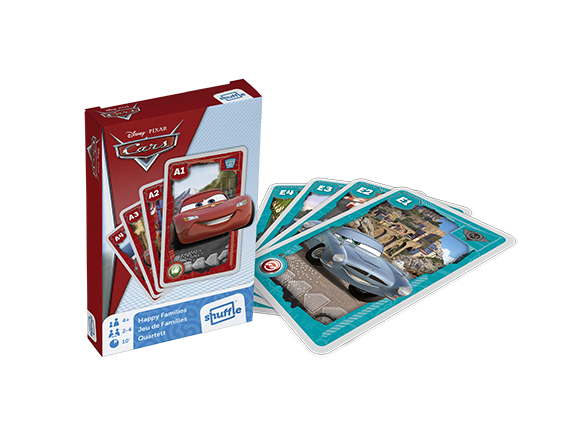 shuffle
Disney · PIXAR
Cars
A1
A2
A3
A4
E4
E3
E2
E1
4+
Happy Families
2-4
Jeu de Familles
10'
Quartett
shuffle